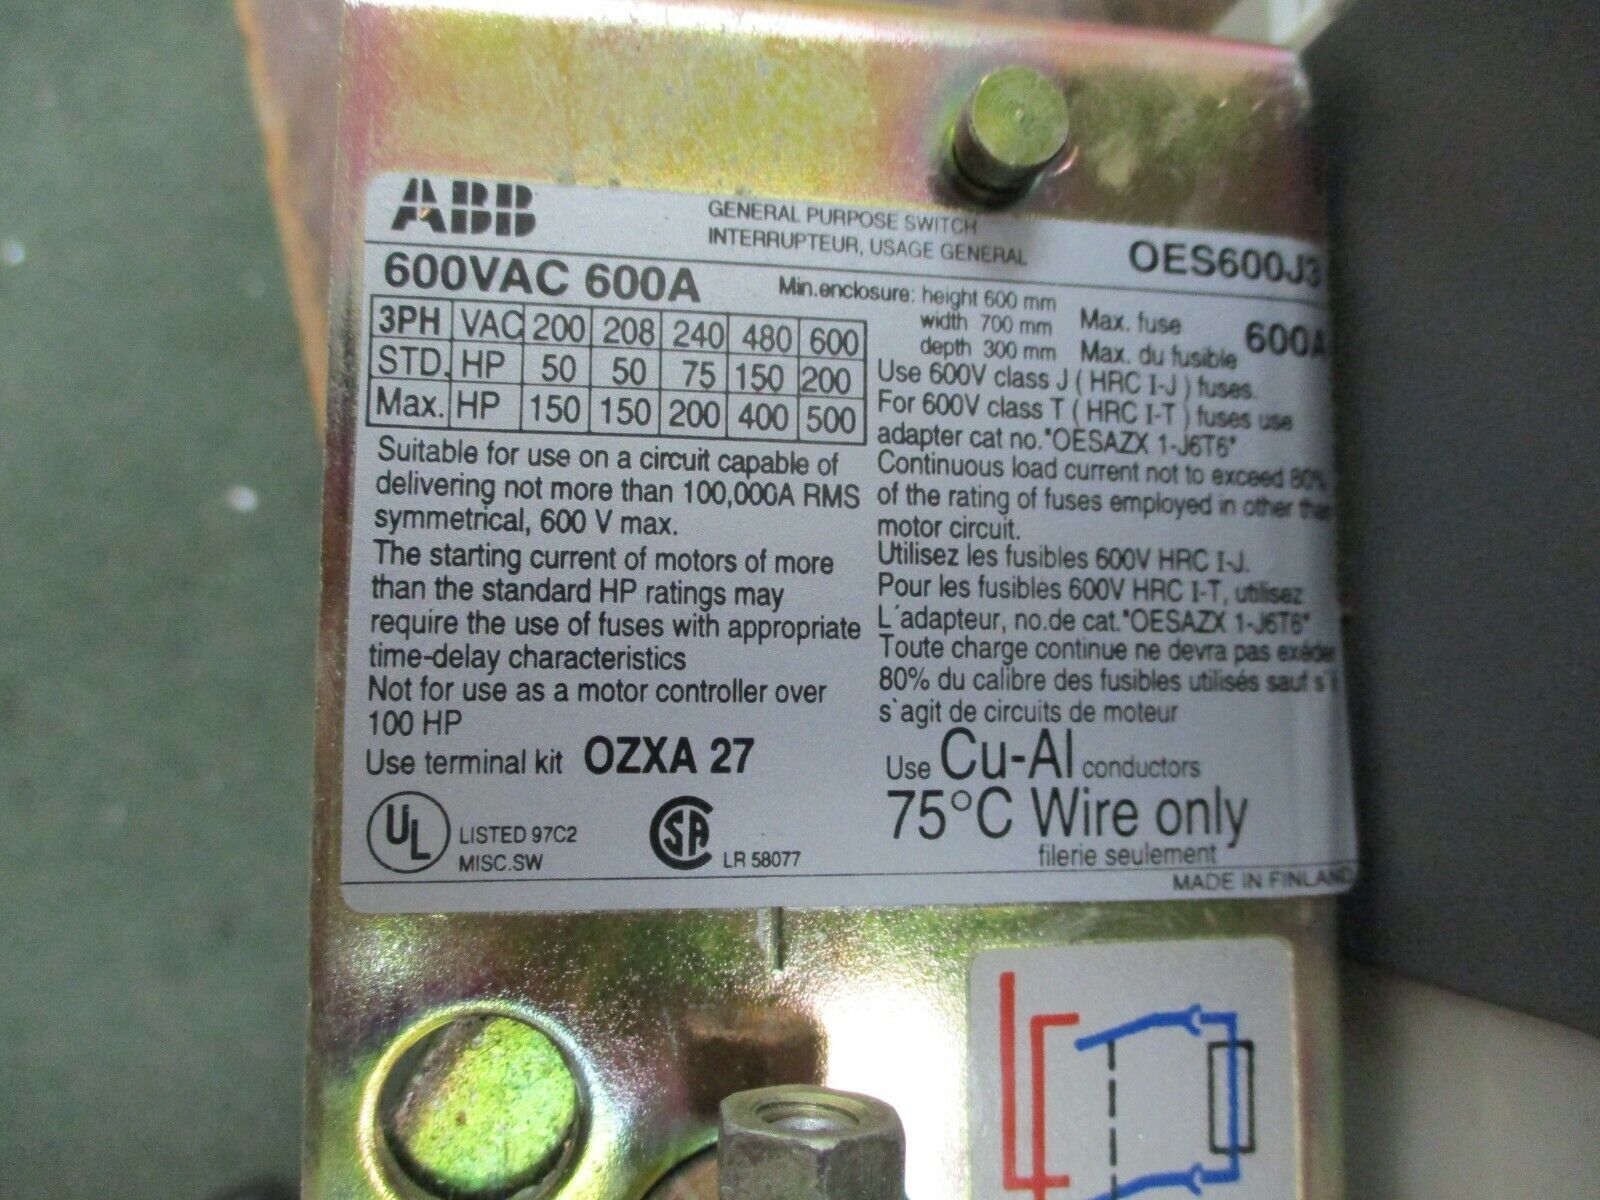 ABB
GENERAL PURPOSE SWITCH
INTERRUPTEUR, USAGE GENERAL
OES600J3
600VAC 600A
Min.enclosure: height 600 mm
width 700 mm
depth 300 mm
Max. fuse
Max. du fusible
600A
3PH VAC 200 208 240 480 600
STD. HP 50 50 75 150 200
Max. HP 150 150 200 400 500
Suitable for use on a circuit capable of
delivering not more than 100,000A RMS
symmetrical, 600 V max.
The starting current of motors of more
than the standard HP ratings may
require the use of fuses with appropriate
time-delay characteristics
Not for use as a motor controller over
100 HP
Use terminal kit OZXA 27
UL
LISTED 97C2
MISC.SW
SA
LR 58077
Use 600V class J ( HRC I-J ) fuses.
For 600V class T ( HRC I-T ) fuses use
adapter cat no."OESAZX 1-J6T6"
Continuous load current not to exceed 80%
of the rating of fuses employed in other than
motor circuit.
Utilisez les fusibles 600V HRC I-J.
Pour les fusibles 600V HRC I-T, utilisez
L´adapteur, no.de cat."OESAZX 1-J6T6"
Toute charge continue ne devra pas exéder
80% du calibre des fusibles utilisés sauf
s`agit de circuits de moteur
Use Cu-Al conductors
75°C Wire only
filerie seulement
MADE IN FINLAND